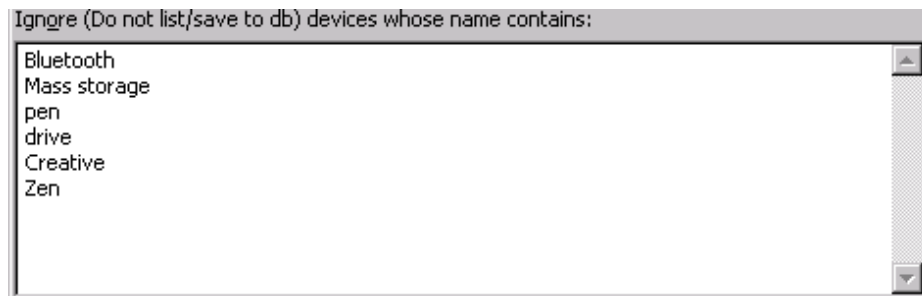 Ignore (Do not list/save to db) devices whose name contains:
Bluetooth
Mass storage
pen
drive
Creative
Zen